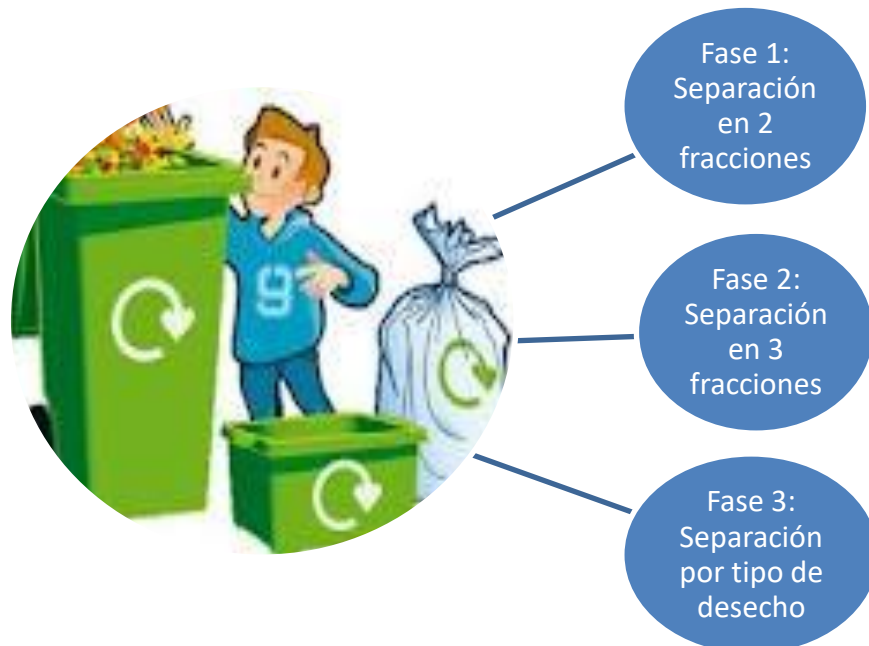 Fase 1:
Separación
en 2
fracciones
9
Fase 2:
Separación
en 3
fracciones
Fase 3:
Separación
por tipo de
desecho